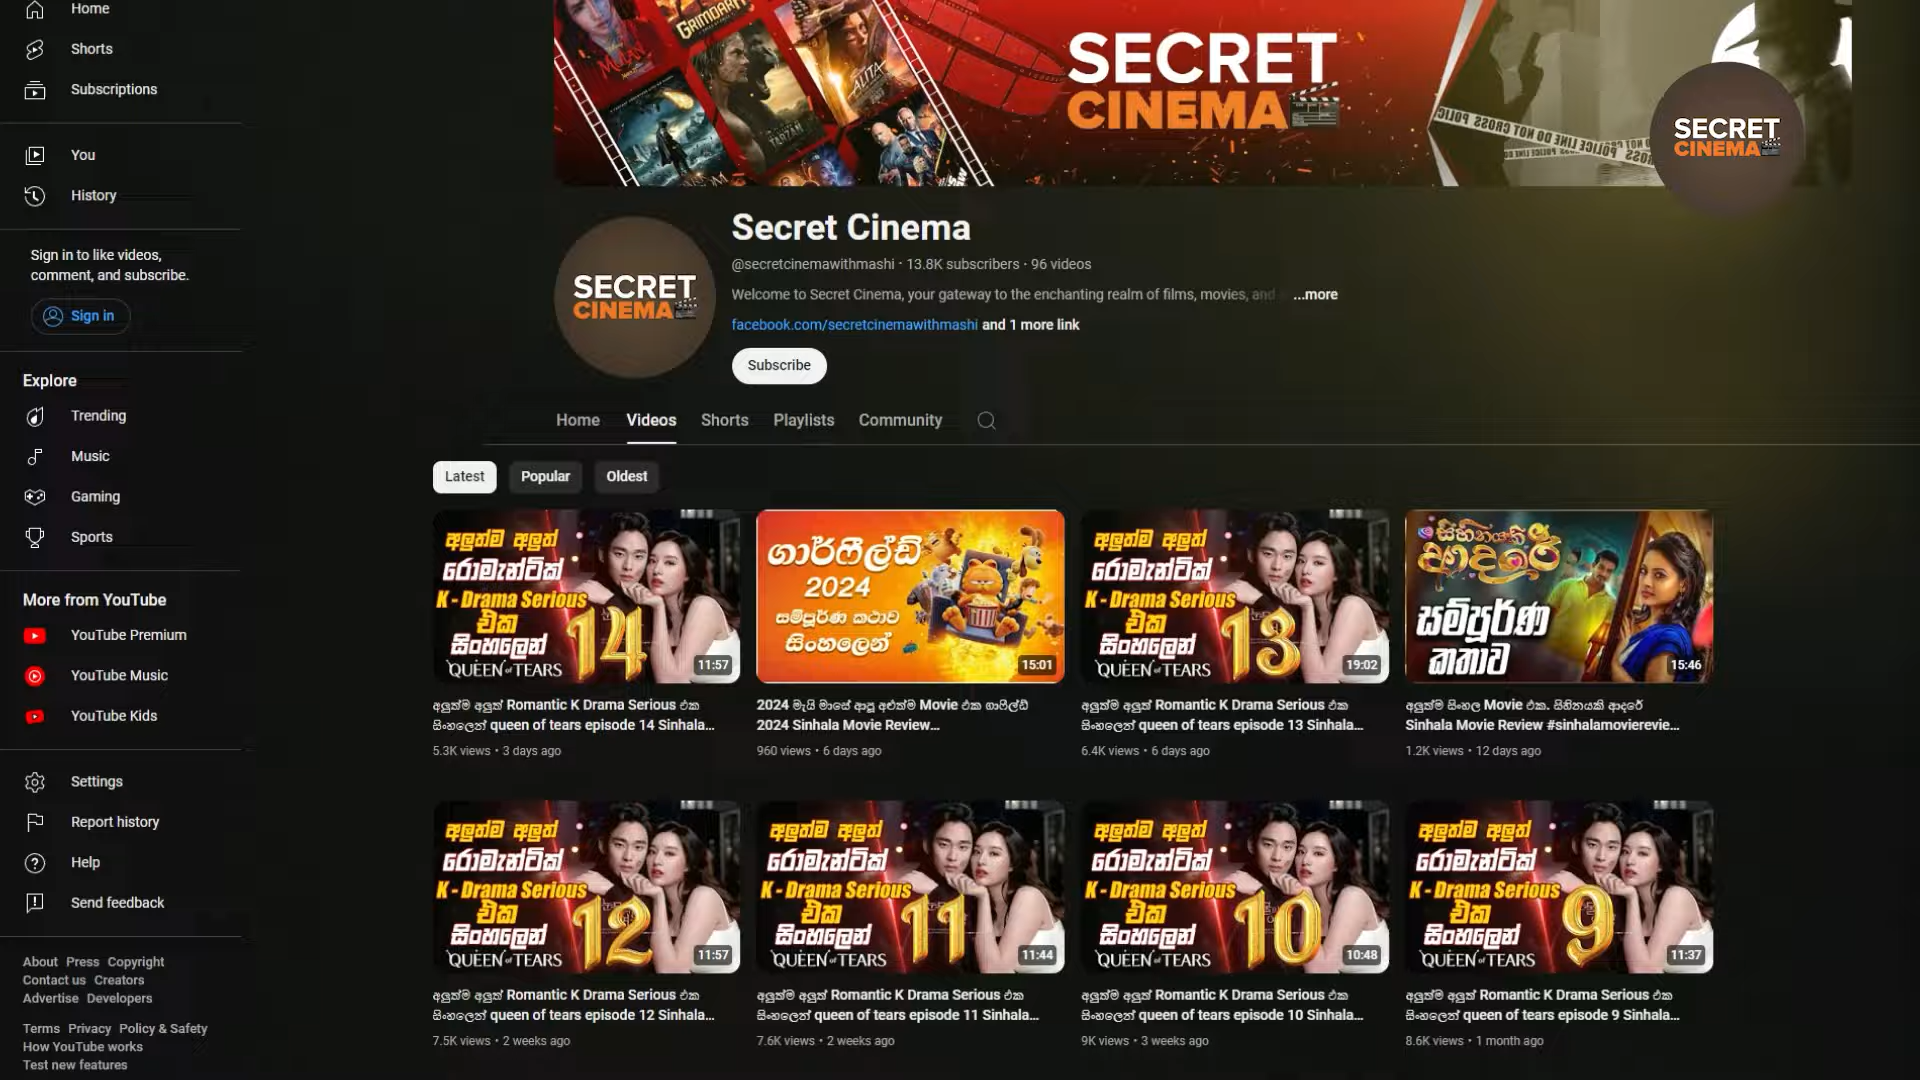 Home
Shorts
Subscriptions
You
History
Sign in to like videos,
comment, and subscribe.
Sign in
Explore
Trending
Music
Gaming
Sports
More from YouTube
YouTube Premium
YouTube Music
YouTube Kids
Settings
Report history
Help
Send feedback
About Press Copyright
Contact us Creators
Advertise Developers
Terms Privacy Policy & Safety
How YouTube works
Test new features
GRIMDARK
MULAN
ALITA
TARZAN
SECRET
CINEMA
POLICE LINE DO NOT CROSS
SECRET
CINEMA
SECRET
CINEMA
Secret Cinema
@secretcinemawithmashi · 13.8K subscribers · 96 videos
Welcome to Secret Cinema, your gateway to the enchanting realm of films, movies, and ...more
facebook.com/secretcinemawithmashi and 1 more link
Subscribe
Home Videos Shorts Playlists Community
Latest Popular Oldest
අලුත්ම අලුත්
රොමැන්ටික්
K - Drama Serious
එක
සිංහලෙන්
QUEEN of TEARS
14
11:57
අලුත්ම අලුත් Romantic K Drama Serious එක
සිංහලෙන් queen of tears episode 14 Sinhala...
5.3K views • 3 days ago
ගාර්ෆීල්ඩ්
2024
සම්පූර්ණ කථාව
සිංහලෙන්
15:01
2024 මැයි මාසේ ආපු අළුත්ම Movie එක ගාෆීල්ඩ්
2024 Sinhala Movie Review...
960 views • 6 days ago
අලුත්ම අලුත්
රොමැන්ටික්
K - Drama Serious
එක
සිංහලෙන්
QUEEN of TEARS
13
19:02
අලුත්ම අලුත් Romantic K Drama Serious එක
සිංහලෙන් queen of tears episode 13 Sinhala...
6.4K views • 6 days ago
සිහිනයකි
ආදරේ
සම්පූර්ණ
කතාව
15:46
අලුත්ම සිංහල Movie එක. සිහිනයකි ආදරේ
Sinhala Movie Review #sinhalamovierevie...
1.2K views • 12 days ago
අලුත්ම අලුත්
රොමැන්ටික්
K - Drama Serious
එක
සිංහලෙන්
QUEEN of TEARS
12
11:57
අලුත්ම අලුත් Romantic K Drama Serious එක
සිංහලෙන් queen of tears episode 12 Sinhala...
7.5K views • 2 weeks ago
අලුත්ම අලුත්
රොමැන්ටික්
K - Drama Serious
එක
සිංහලෙන්
QUEEN of TEARS
11
11:44
අලුත්ම අලුත් Romantic K Drama Serious එක
සිංහලෙන් queen of tears episode 11 Sinhala...
7.6K views • 2 weeks ago
අලුත්ම අලුත්
රොමැන්ටික්
K - Drama Serious
එක
සිංහලෙන්
QUEEN of TEARS
10
10:48
අලුත්ම අලුත් Romantic K Drama Serious එක
සිංහලෙන් queen of tears episode 10 Sinhala...
9K views • 3 weeks ago
අලුත්ම අලුත්
රොමැන්ටික්
K - Drama Serious
එක
සිංහලෙන්
QUEEN of TEARS
9
11:37
අලුත්ම අලුත් Romantic K Drama Serious එක
සිංහලෙන් queen of tears episode 9 Sinhala...
8.6K views • 1 month ago